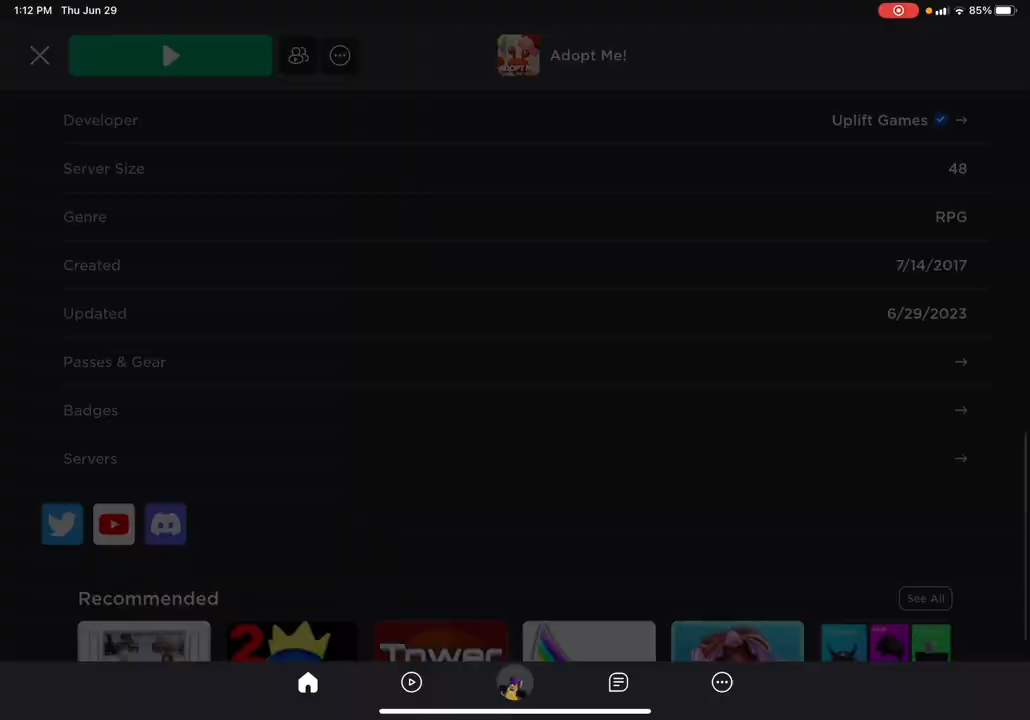 1:12 PM Thu Jun 29 85%
Adopt Me!
Developer Uplift Games
Server Size 48
Genre RPG
Created 7/14/2017
Updated 6/29/2023
Passes & Gear
Badges
Servers
Recommended See All
2 Tower